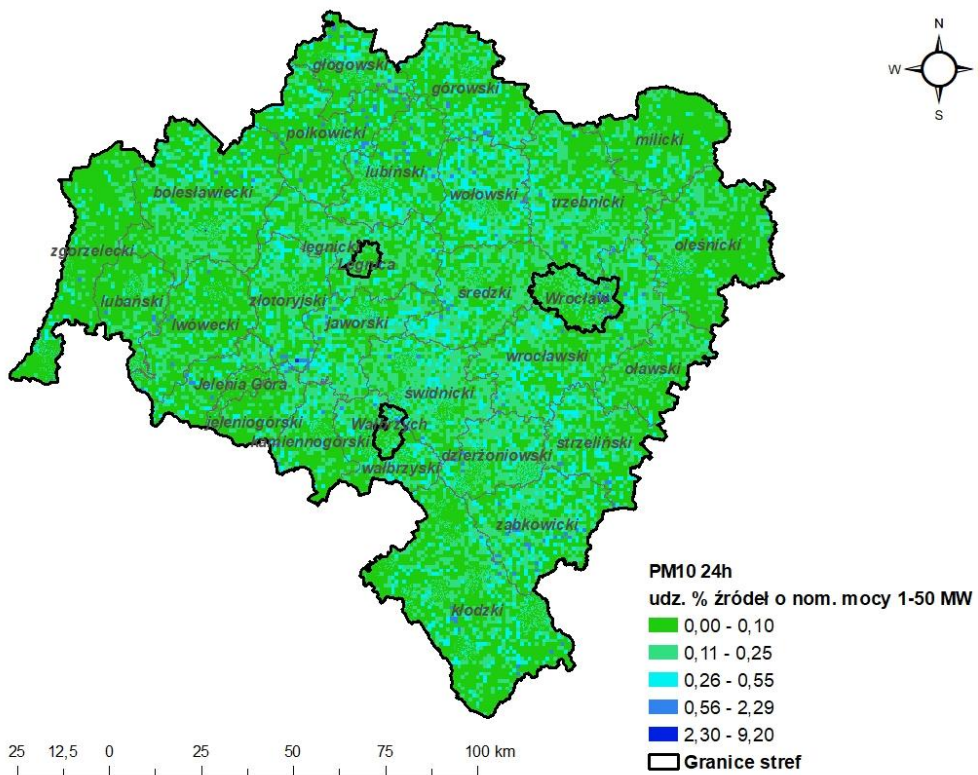 N
W
S
głogowski
górowski
milicki
polkowicki
lubiński
wołowski
trzebnicki
bolesławiecki
oleśnicki
zgorzelecki
legnicki
Legnica
lubański
złotoryjski
średzki
Wrocław
lwówecki
jaworski
wrocławski
oławski
Jelenia Góra
świdnicki
jeleniogórski
Wałbrzych
kamiennogórski
strzeliński
dzierżoniowski
wałbrzyski
ząbkowicki
kłodzki
PM10 24h
udz. % źródeł o nom. mocy 1-50 MW
0,00 - 0,10
0,11 - 0,25
0,26 - 0,55
0,56 - 2,29
2,30 - 9,20
Granice stref
25 12,5 0 25 50 75 100 km